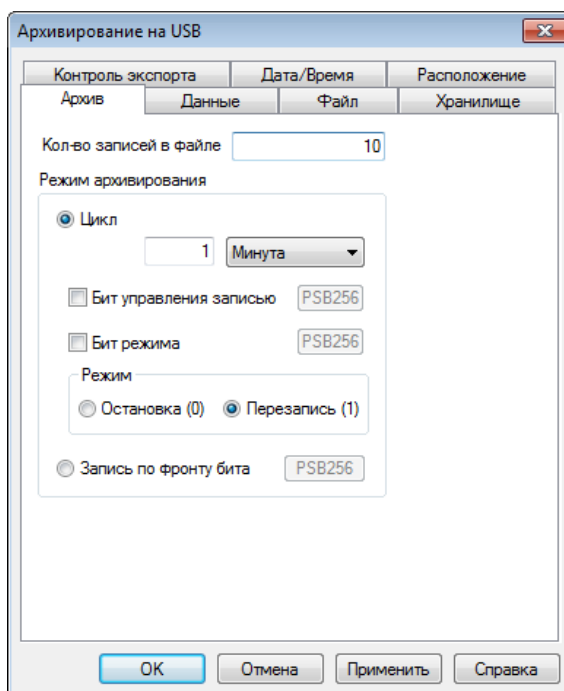 Архивирование на USB
Контроль экспорта Дата/Время Расположение
Архив Данные Файл Хранилище
Кол-во записей в файле 10
Режим архивирования
Цикл
1 Минута
Бит управления записью PSB256
Бит режима PSB256
Режим
Остановка (0) Перезапись (1)
Запись по фронту бита PSB256
OK Отмена Применить Справка